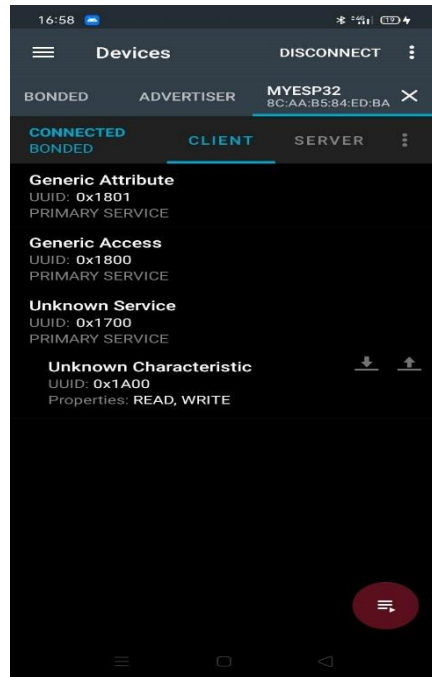 16:58
19
Devices
DISCONNECT
BONDED
ADVERTISER
MYESP32
8C:AA:B5:84:ED:BA
CONNECTED
BONDED
CLIENT
SERVER
Generic Attribute
UUID: 0x1801
PRIMARY SERVICE
Generic Access
UUID: 0x1800
PRIMARY SERVICE
Unknown Service
UUID: 0x1700
PRIMARY SERVICE
Unknown Characteristic
UUID: 0x1A00
Properties: READ, WRITE